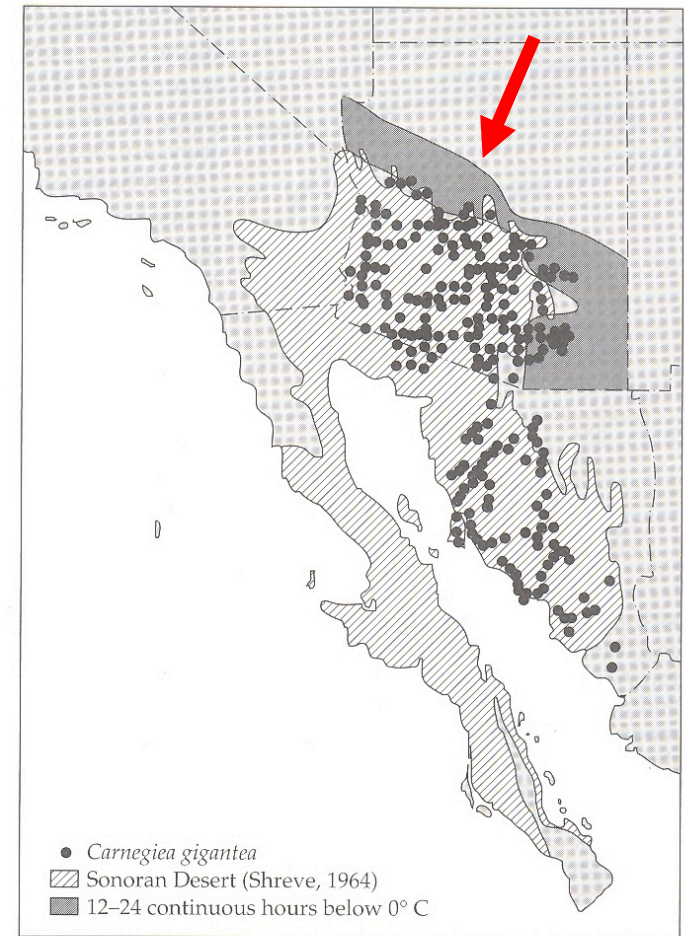 Carnegiea gigantea
Sonoran Desert (Shreve, 1964)
12–24 continuous hours below 0° C